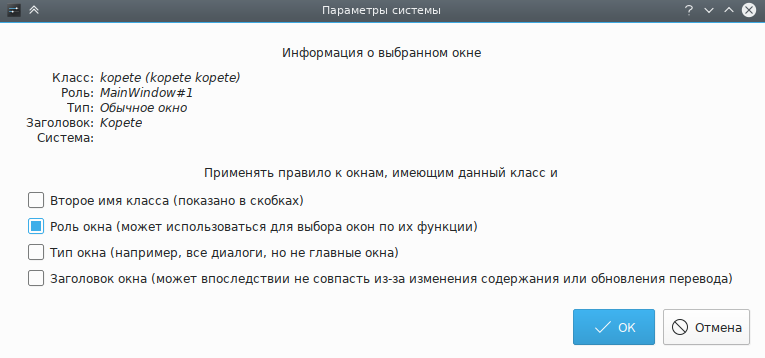 Параметры системы
?
Информация о выбранном окне
Класс: kopete (kopete kopete)
Роль: MainWindow#1
Тип: Обычное окно
Заголовок: Kopete
Система:
Применять правило к окнам, имеющим данный класс и
Второе имя класса (показано в скобках)
Роль окна (может использоваться для выбора окон по их функции)
Тип окна (например, все диалоги, но не главные окна)
Заголовок окна (может впоследствии не совпасть из-за изменения содержания или обновления перевода)
ОК Отмена